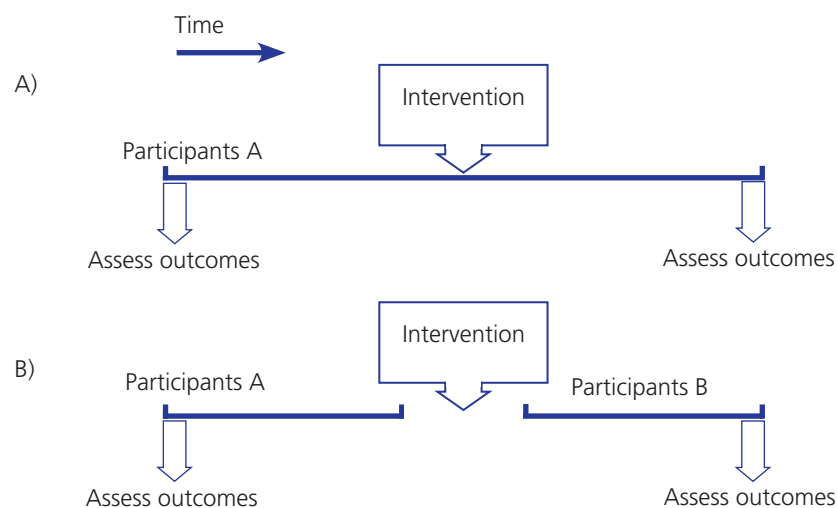 Time
A)
Intervention
Participants A
Assess outcomes
Assess outcomes
Intervention
B)
Participants A
Participants B
Assess outcomes
Assess outcomes